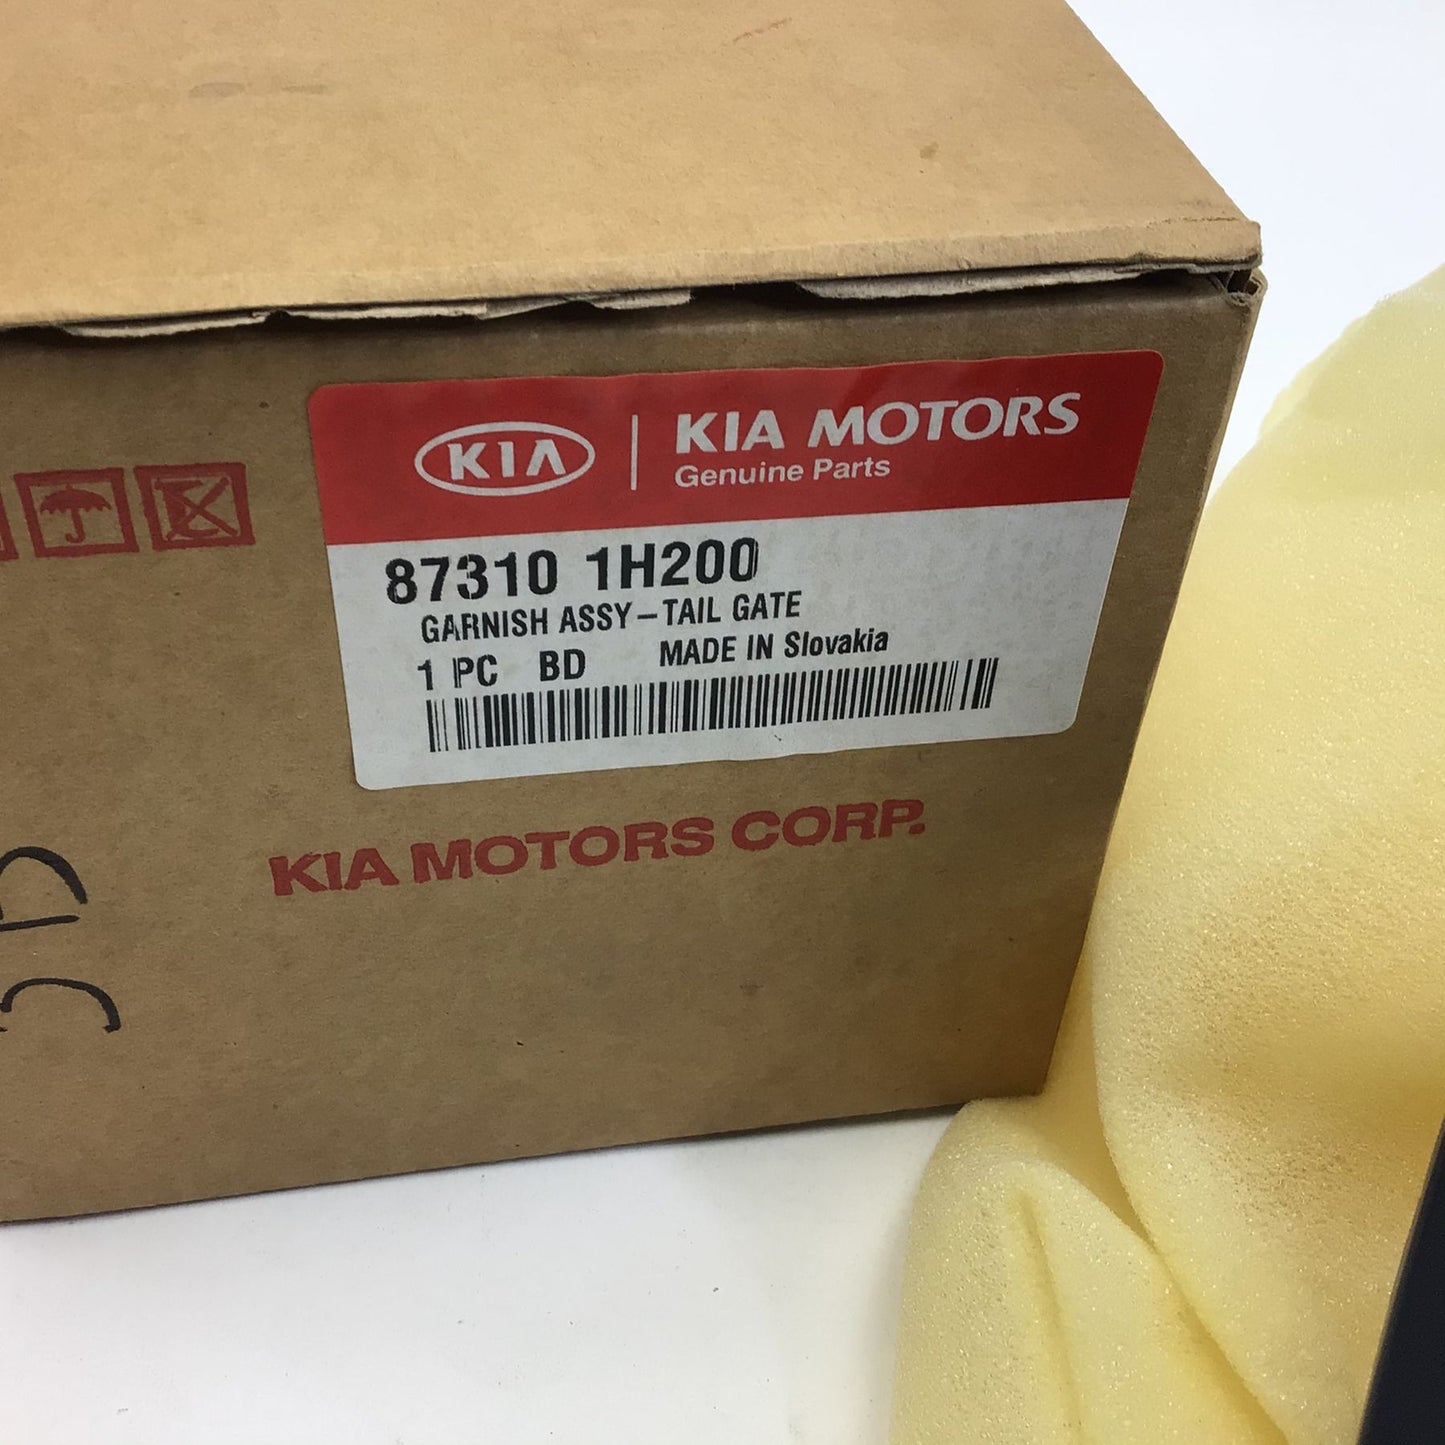 KIA
KIA MOTORS
Genuine Parts
87310 1H200
GARNISH ASSY–TAIL GATE
1 PC BD MADE IN Slovakia
KIA MOTORS CORP.